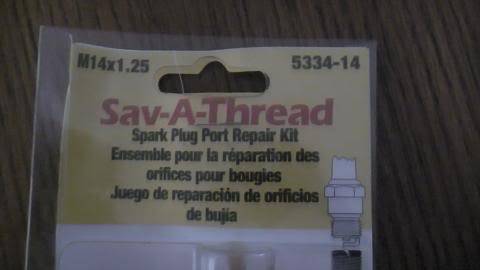 M14x1.25 5334-14
Sav-A-Thread
Spark Plug Port Repair Kit
Ensemble pour la réparation des
orifices pour bougies
Juego de reparación de orificios
de bujía